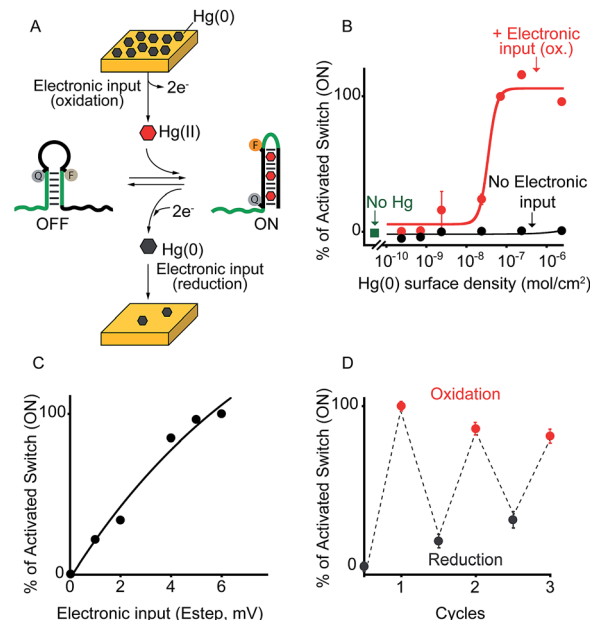 A
Hg(0)
Electronic input
(oxidation)
2e-
Hg(II)
Q
F
OFF
F
Q
ON
2e-
Hg(0)
Electronic input
(reduction)
B
+ Electronic
input (ox.)
100
No Hg
No Electronic
input
0
% of Activated Switch (ON)
10-10 10-9 10-8 10-7 10-6
Hg(0) surface density (mol/cm2)
C
100
0
% of Activated Switch (ON)
0 2 4 6
Electronic input (Estep, mV)
D
Oxidation
100
Reduction
0
% of Activated Switch (ON)
1 2 3
Cycles